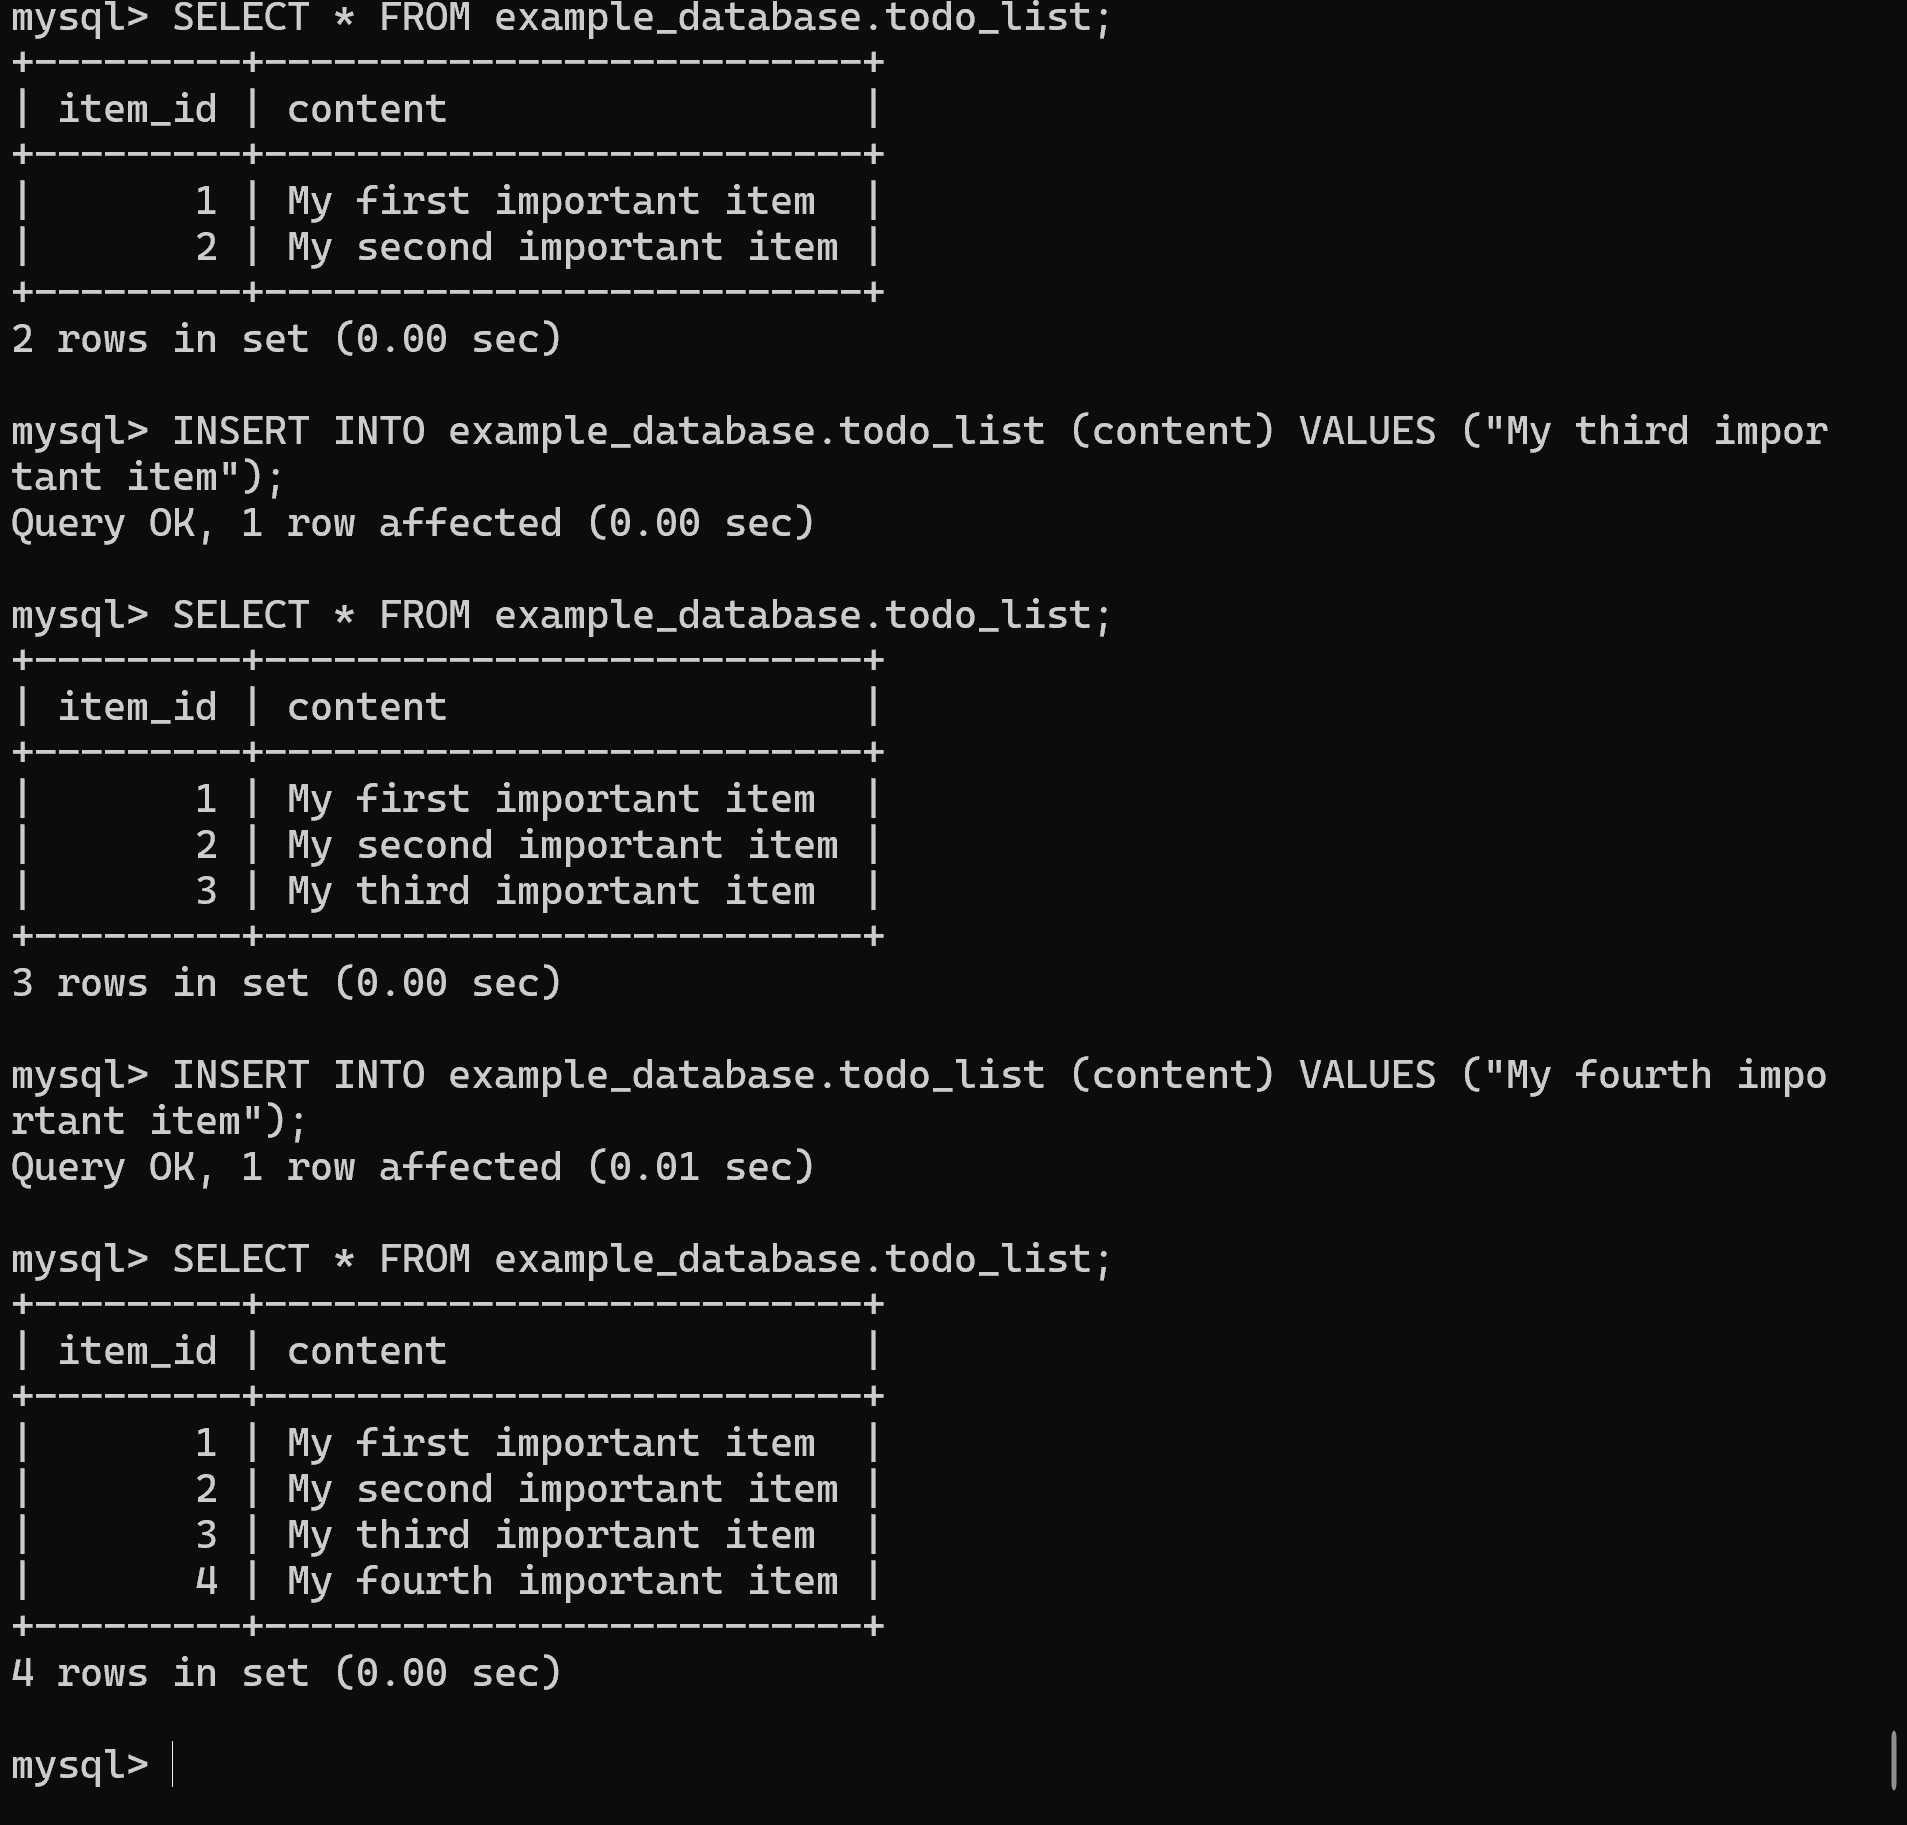 mysql> SELECT * FROM example_database.todo_list;
+---------+--------------------------+
| item_id | content                  |
+---------+--------------------------+
|       1 | My first important item  |
|       2 | My second important item |
+---------+--------------------------+
2 rows in set (0.00 sec)

mysql> INSERT INTO example_database.todo_list (content) VALUES ("My third impor
tant item");
Query OK, 1 row affected (0.00 sec)

mysql> SELECT * FROM example_database.todo_list;
+---------+--------------------------+
| item_id | content                  |
+---------+--------------------------+
|       1 | My first important item  |
|       2 | My second important item |
|       3 | My third important item  |
+---------+--------------------------+
3 rows in set (0.00 sec)

mysql> INSERT INTO example_database.todo_list (content) VALUES ("My fourth impo
rtant item");
Query OK, 1 row affected (0.01 sec)

mysql> SELECT * FROM example_database.todo_list;
+---------+--------------------------+
| item_id | content                  |
+---------+--------------------------+
|       1 | My first important item  |
|       2 | My second important item |
|       3 | My third important item  |
|       4 | My fourth important item |
+---------+--------------------------+
4 rows in set (0.00 sec)

mysql>